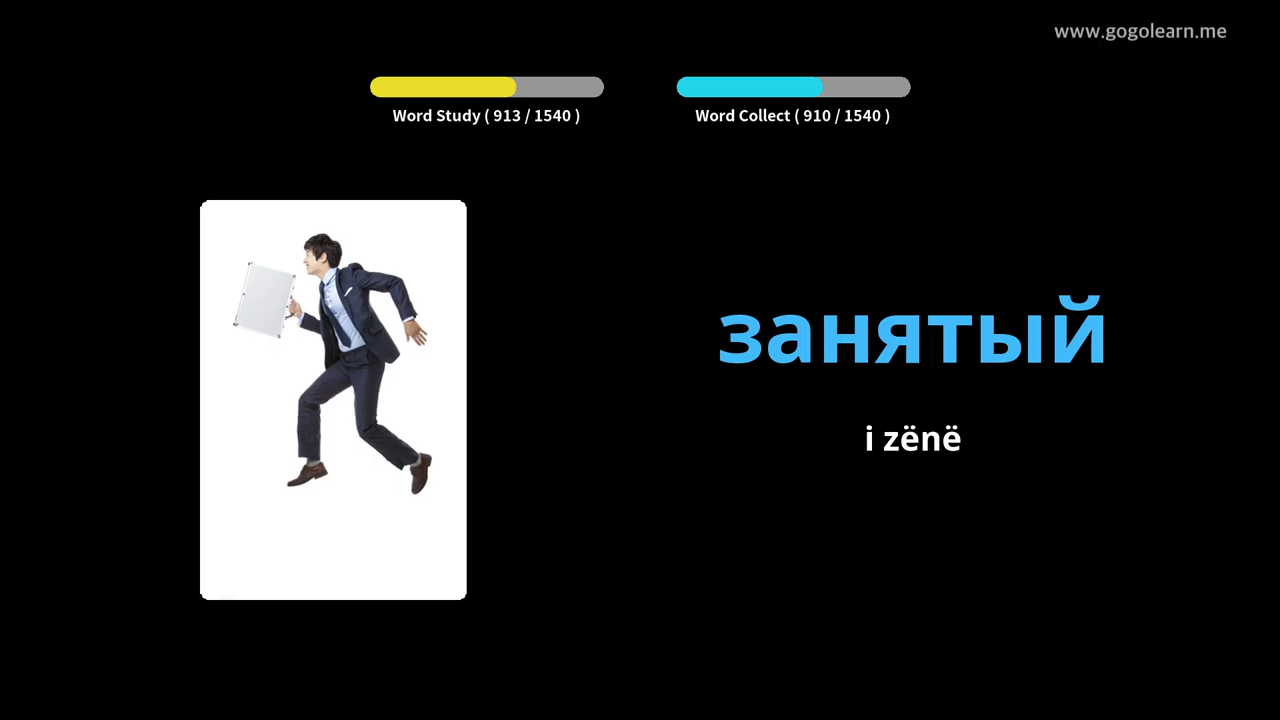 www.gogolearn.me
Word Study ( 913 / 1540 )
Word Collect ( 910 / 1540 )
занятый
i zënë